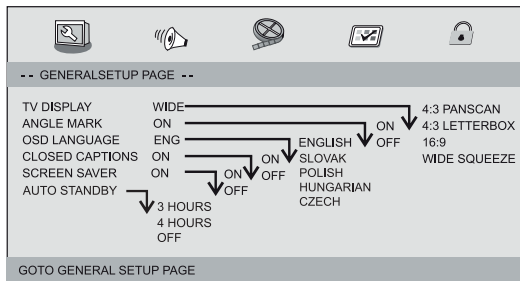 -- GENERALSETUP PAGE --
TV DISPLAY WIDE 4:3 PANSCAN
ANGLE MARK ON ON 4:3 LETTERBOX
OSD LANGUAGE ENG ENGLISH OFF 16:9
CLOSED CAPTIONS ON ON SLOVAK WIDE SQUEEZE
SCREEN SAVER ON ON OFF POLISH
AUTO STANDBY OFF HUNGARIAN
3 HOURS CZECH
4 HOURS
OFF
GOTO GENERAL SETUP PAGE